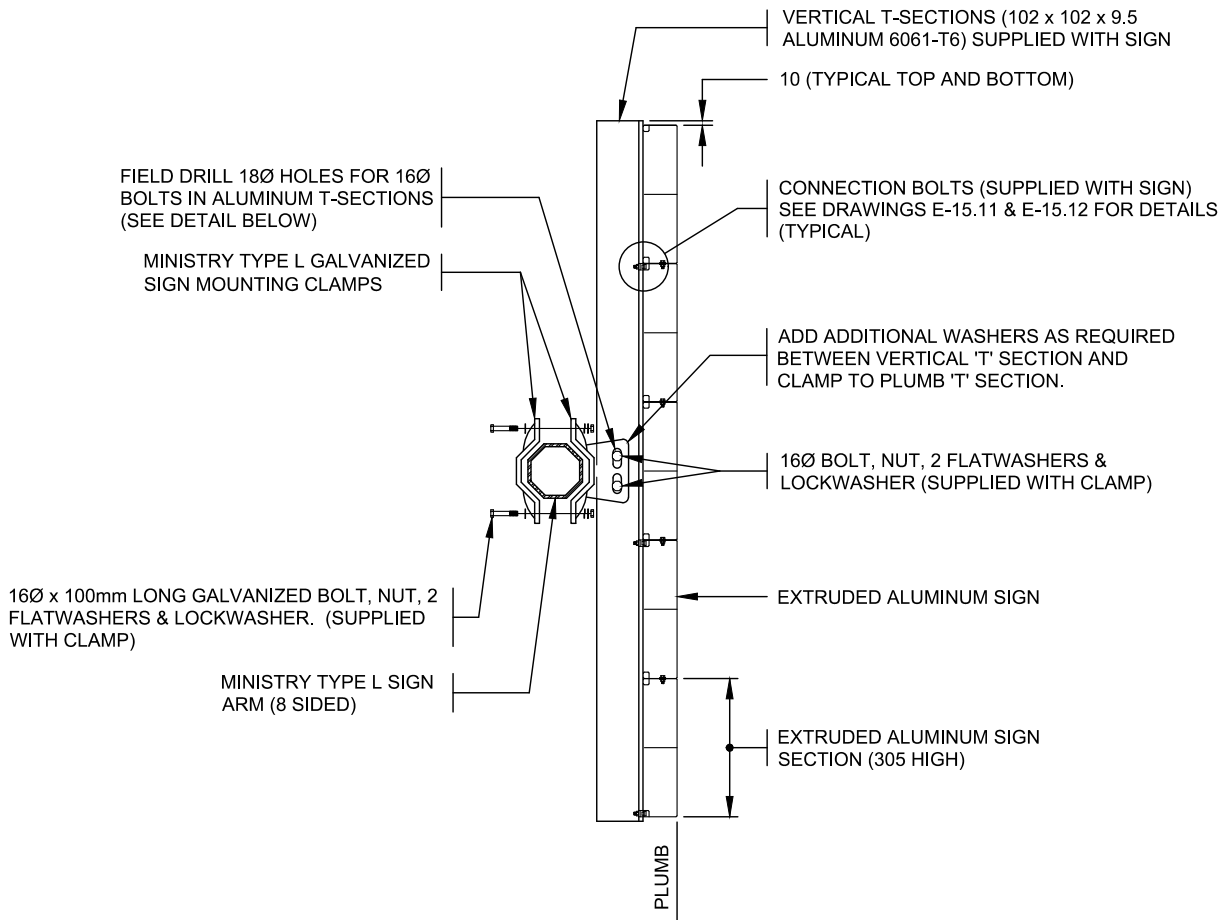 VERTICAL T-SECTIONS (102 x 102 x 9.5
ALUMINUM 6061-T6) SUPPLIED WITH SIGN
10 (TYPICAL TOP AND BOTTOM)
FIELD DRILL 18Ø HOLES FOR 16Ø
BOLTS IN ALUMINUM T-SECTIONS
(SEE DETAIL BELOW)
CONNECTION BOLTS (SUPPLIED WITH SIGN)
SEE DRAWINGS E-15.11 & E-15.12 FOR DETAILS
(TYPICAL)
MINISTRY TYPE L GALVANIZED
SIGN MOUNTING CLAMPS
ADD ADDITIONAL WASHERS AS REQUIRED
BETWEEN VERTICAL 'T' SECTION AND
CLAMP TO PLUMB 'T' SECTION.
16Ø BOLT, NUT, 2 FLATWASHERS &
LOCKWASHER (SUPPLIED WITH CLAMP)
16Ø x 100mm LONG GALVANIZED BOLT, NUT, 2
FLATWASHERS & LOCKWASHER. (SUPPLIED
WITH CLAMP)
EXTRUDED ALUMINUM SIGN
MINISTRY TYPE L SIGN
ARM (8 SIDED)
EXTRUDED ALUMINUM SIGN
SECTION (305 HIGH)
PLUMB